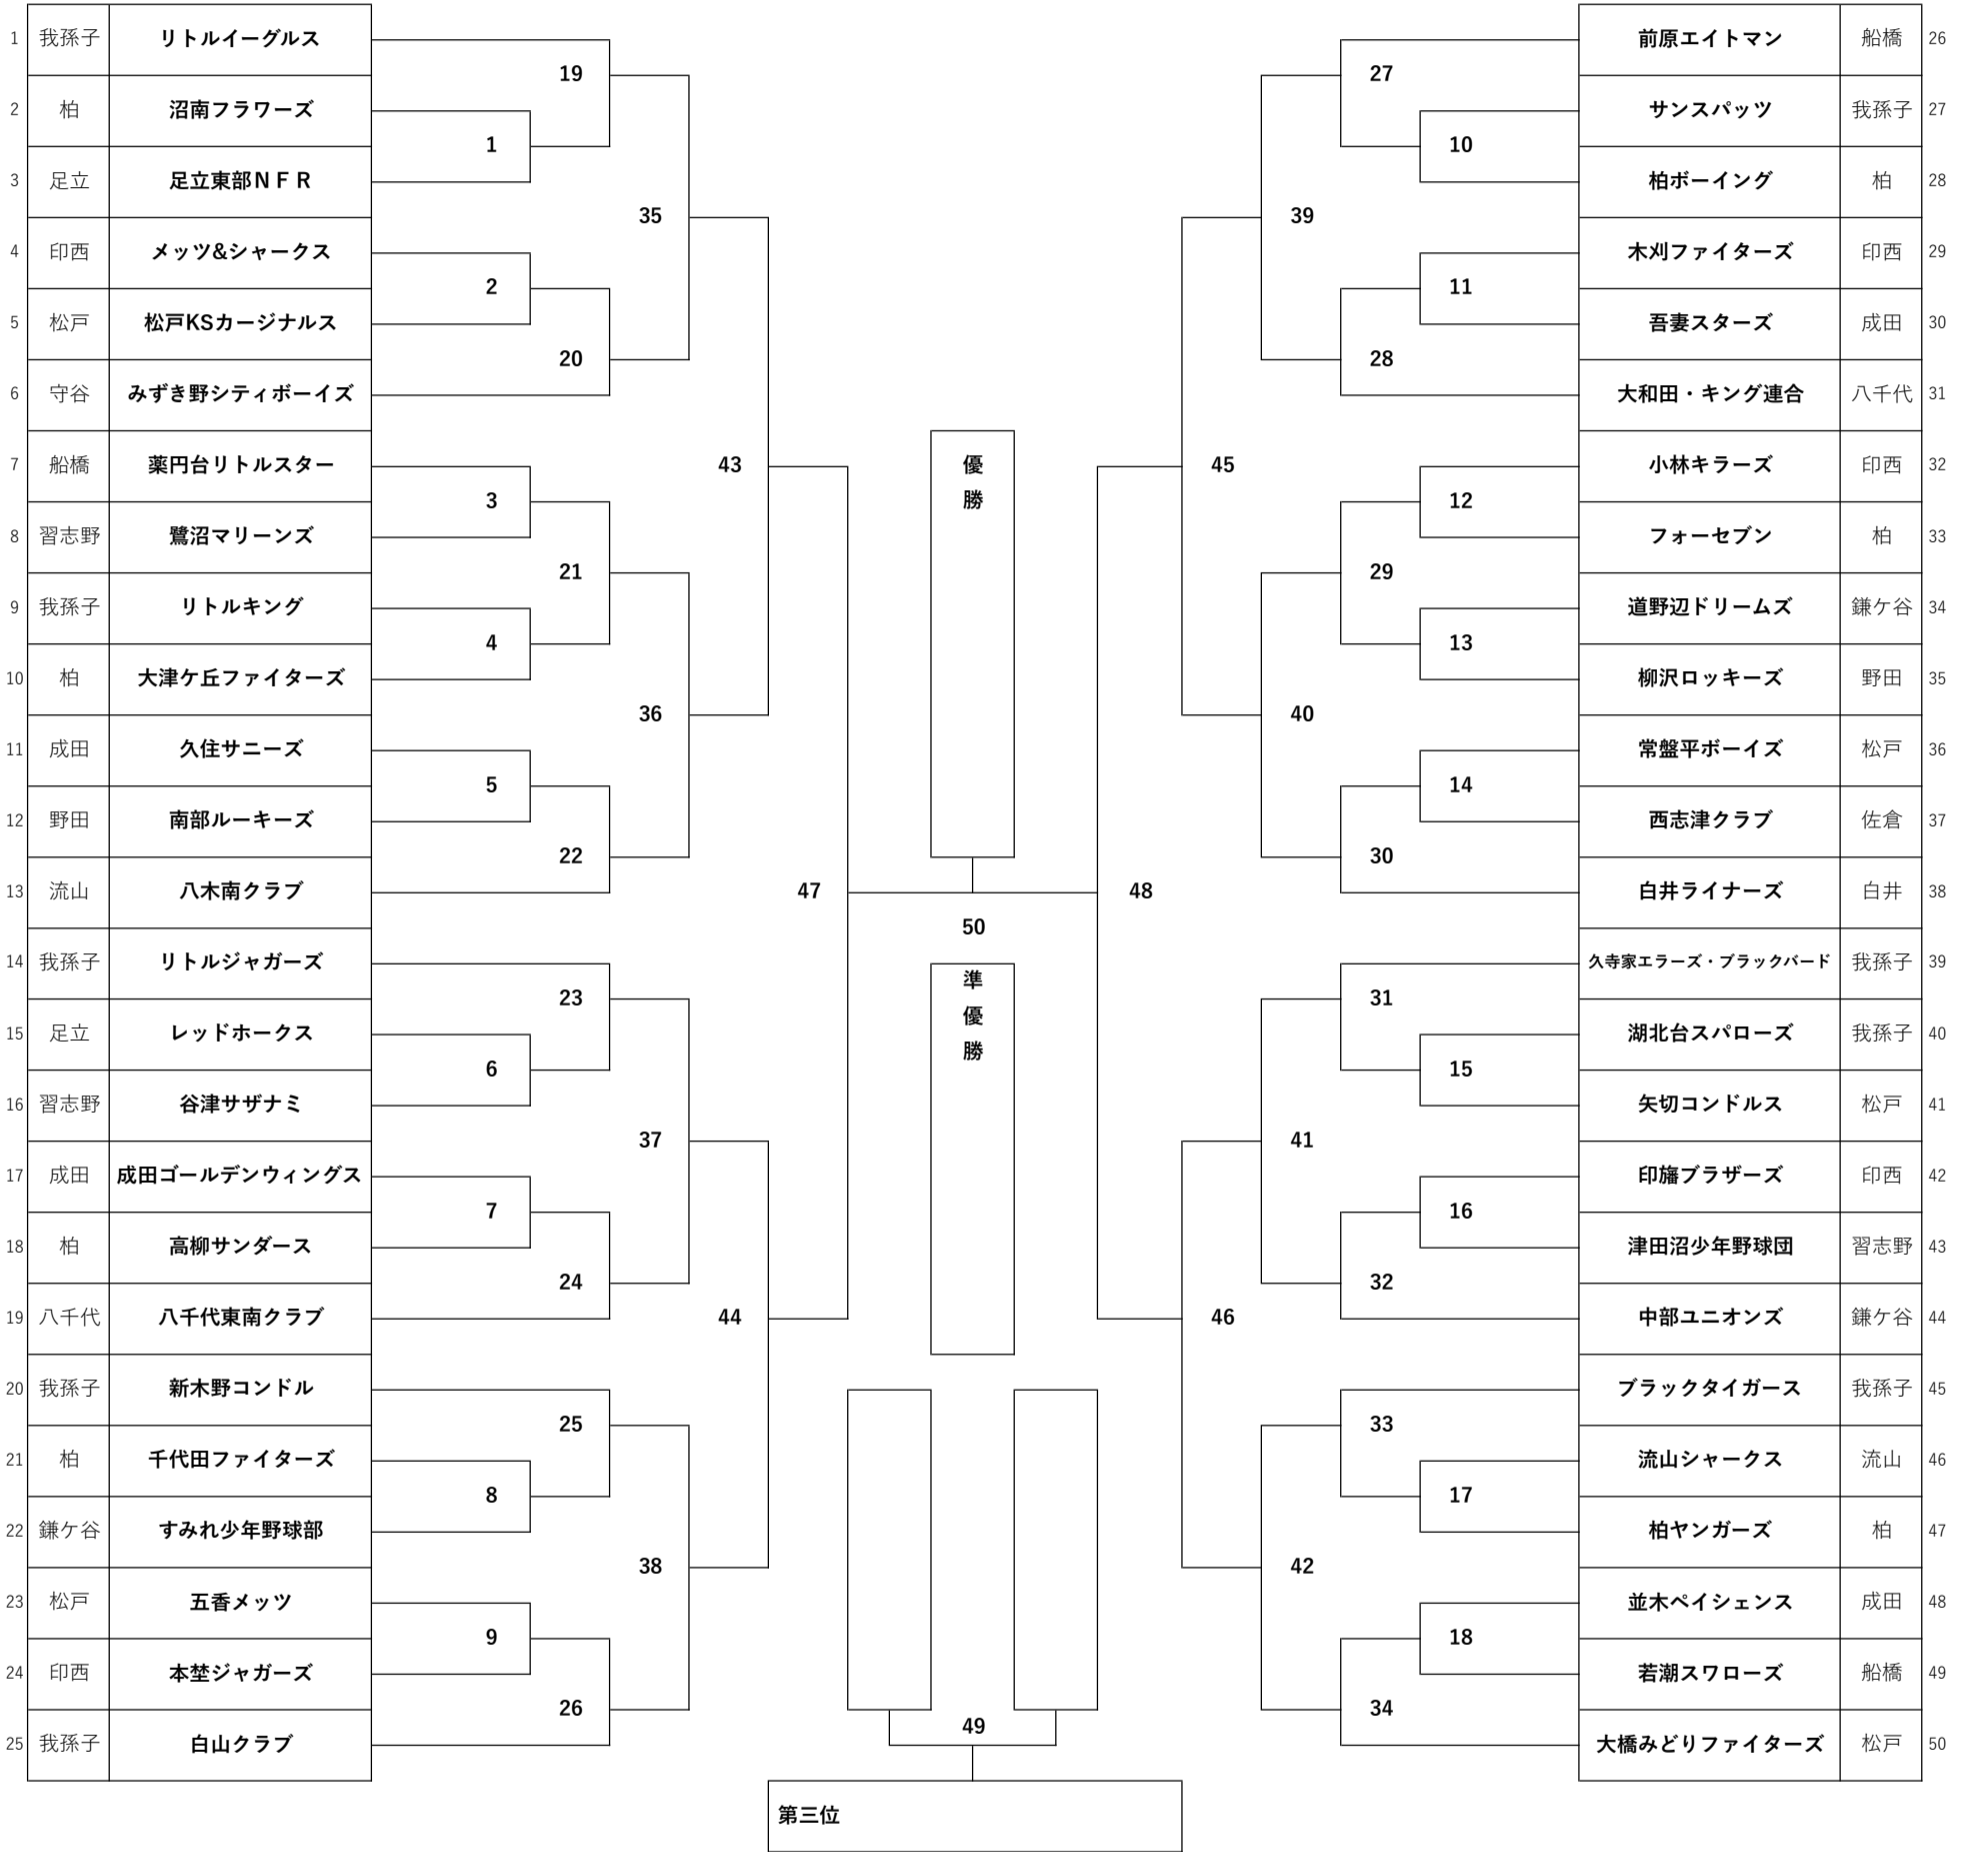 1 我孫子 リトルイーグルス
2 柏 沼南フラワーズ
3 足立 足立東部ＮＦＲ
4 印西 メッツ&シャークス
5 松戸 松戸KSカージナルス
6 守谷 みずき野シティボーイズ
7 船橋 薬円台リトルスター
8 習志野 鷺沼マリーンズ
9 我孫子 リトルキング
10 柏 大津ケ丘ファイターズ
11 成田 久住サニーズ
12 野田 南部ルーキーズ
13 流山 八木南クラブ
14 我孫子 リトルジャガーズ
15 足立 レッドホークス
16 習志野 谷津サザナミ
17 成田 成田ゴールデンウィングス
18 柏 高柳サンダース
19 八千代 八千代東南クラブ
20 我孫子 新木野コンドル
21 柏 千代田ファイターズ
22 鎌ケ谷 すみれ少年野球部
23 松戸 五香メッツ
24 印西 本埜ジャガーズ
25 我孫子 白山クラブ
1
2
3
4
5
6
7
8
9
19
20
21
22
23
24
25
26
35
36
37
38
43
44
47
優
勝
50
準
優
勝
49
第三位
48
45
46
39
40
41
42
27
28
29
30
31
32
33
34
10
11
12
13
14
15
16
17
18
前原エイトマン 船橋 26
サンスパッツ 我孫子 27
柏ボーイング 柏 28
木刈ファイターズ 印西 29
吾妻スターズ 成田 30
大和田・キング連合 八千代 31
小林キラーズ 印西 32
フォーセブン 柏 33
道野辺ドリームズ 鎌ケ谷 34
柳沢ロッキーズ 野田 35
常盤平ボーイズ 松戸 36
西志津クラブ 佐倉 37
白井ライナーズ 白井 38
久寺家エラーズ・ブラックバード 我孫子 39
湖北台スパローズ 我孫子 40
矢切コンドルス 松戸 41
印旛ブラザーズ 印西 42
津田沼少年野球団 習志野 43
中部ユニオンズ 鎌ケ谷 44
ブラックタイガース 我孫子 45
流山シャークス 流山 46
柏ヤンガーズ 柏 47
並木ペイシェンス 成田 48
若潮スワローズ 船橋 49
大橋みどりファイターズ 松戸 50